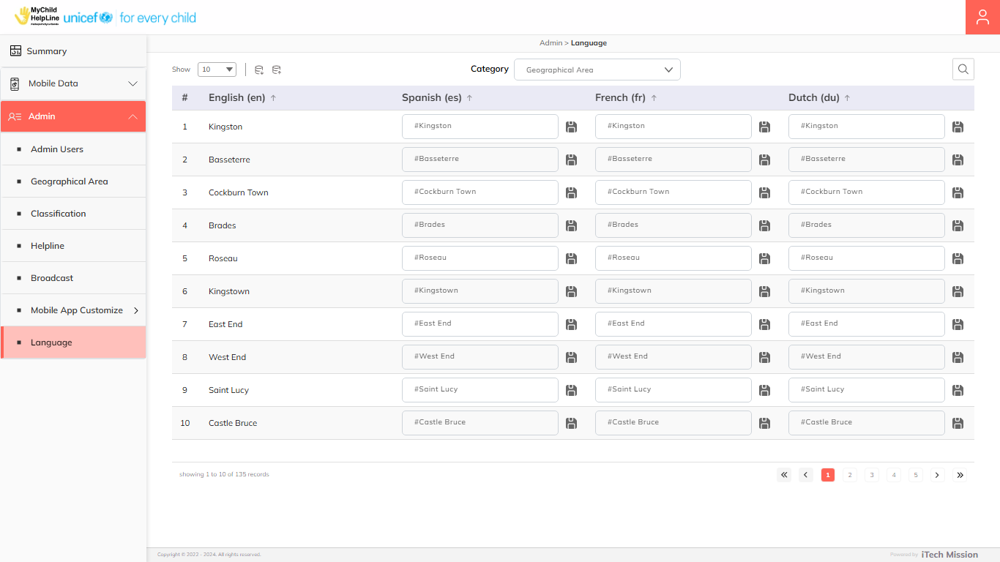 MyChild
HelpLine
unicef for every child
Summary
Mobile Data
Admin
Admin Users
Geographical Area
Classification
Helpline
Broadcast
Mobile App Customize
Language
Admin > Language
Show 10 Category Geographical Area
# English (en) Spanish (es) French (fr) Dutch (du)
1 Kingston #Kingston #Kingston #Kingston
2 Basseterre #Basseterre #Basseterre #Basseterre
3 Cockburn Town #Cockburn Town #Cockburn Town #Cockburn Town
4 Brades #Brades #Brades #Brades
5 Roseau #Roseau #Roseau #Roseau
6 Kingstown #Kingstown #Kingstown #Kingstown
7 East End #East End #East End #East End
8 West End #West End #West End #West End
9 Saint Lucy #Saint Lucy #Saint Lucy #Saint Lucy
10 Castle Bruce #Castle Bruce #Castle Bruce #Castle Bruce
showing 1 to 10 of 135 records « < 1 2 3 4 5 > »
Copyright © 2022 - 2024. All rights reserved. Powered by iTech Mission